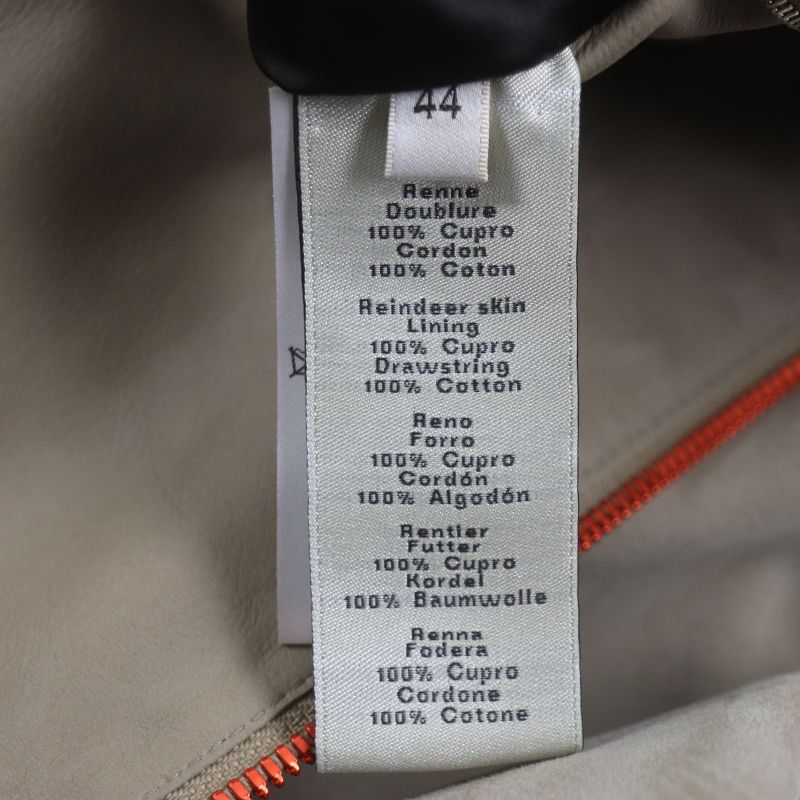 44
Renne
Doublure
100% Cupro
Cordon
100% Coton
Reindeer skin
Lining
100% Cupro
Drawstring
100% Cotton
Reno
Forro
100% Cupro
Cordón
100% Algodón
Rentier
Futter
100% Cupro
Kordel
100% Baumwolle
Renna
Fodera
100% Cupro
Cordone
100% Cotone